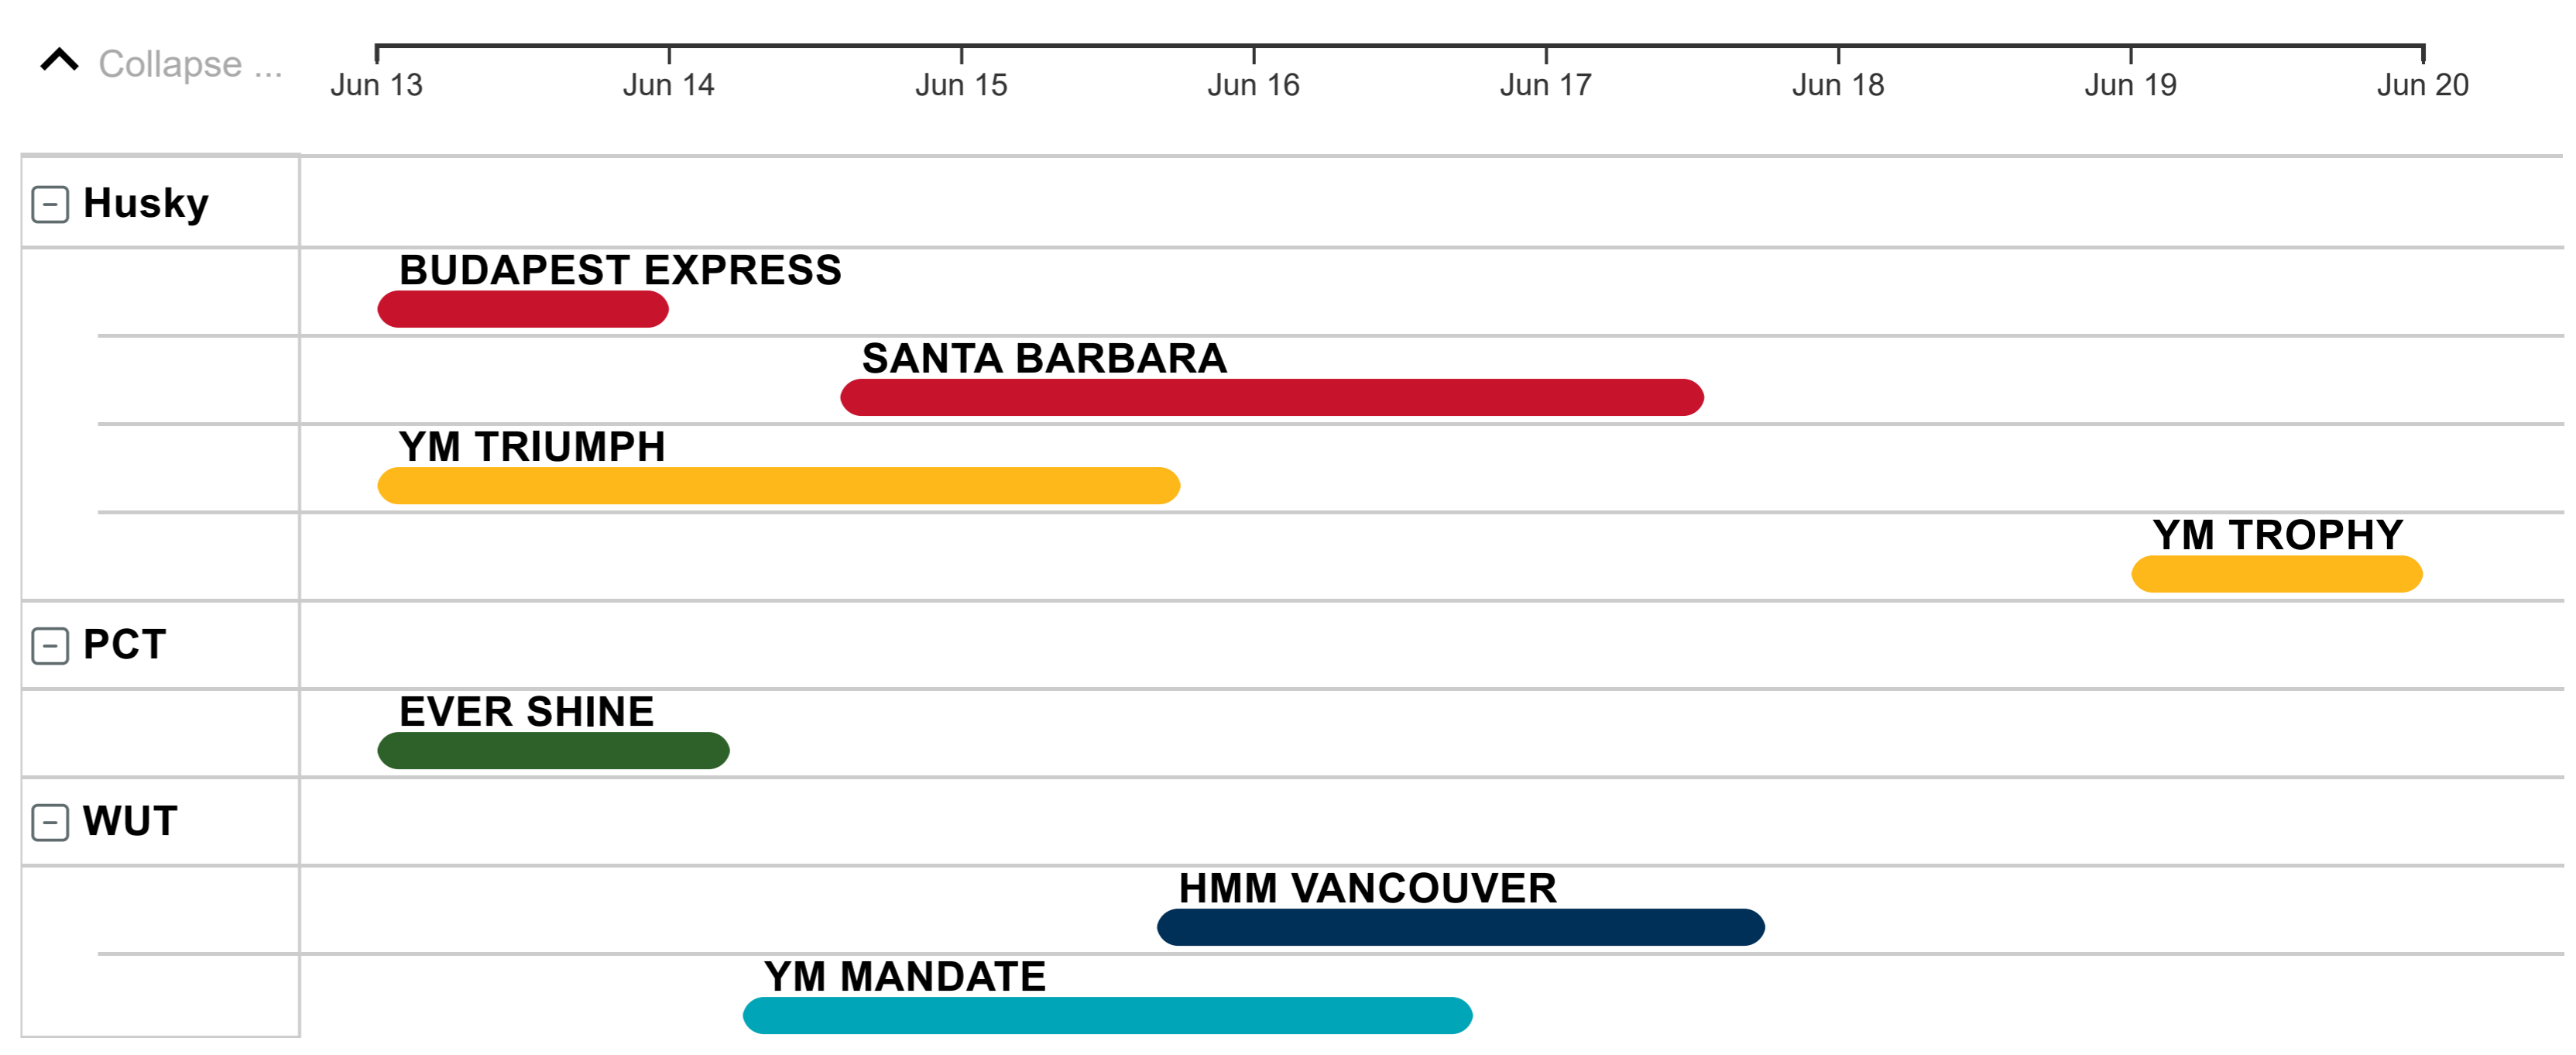 Collapse ...
Jun 13 Jun 14 Jun 15 Jun 16 Jun 17 Jun 18 Jun 19 Jun 20
Husky
BUDAPEST EXPRESS
SANTA BARBARA
YM TRIUMPH
YM TROPHY
PCT
EVER SHINE
WUT
HMM VANCOUVER
YM MANDATE